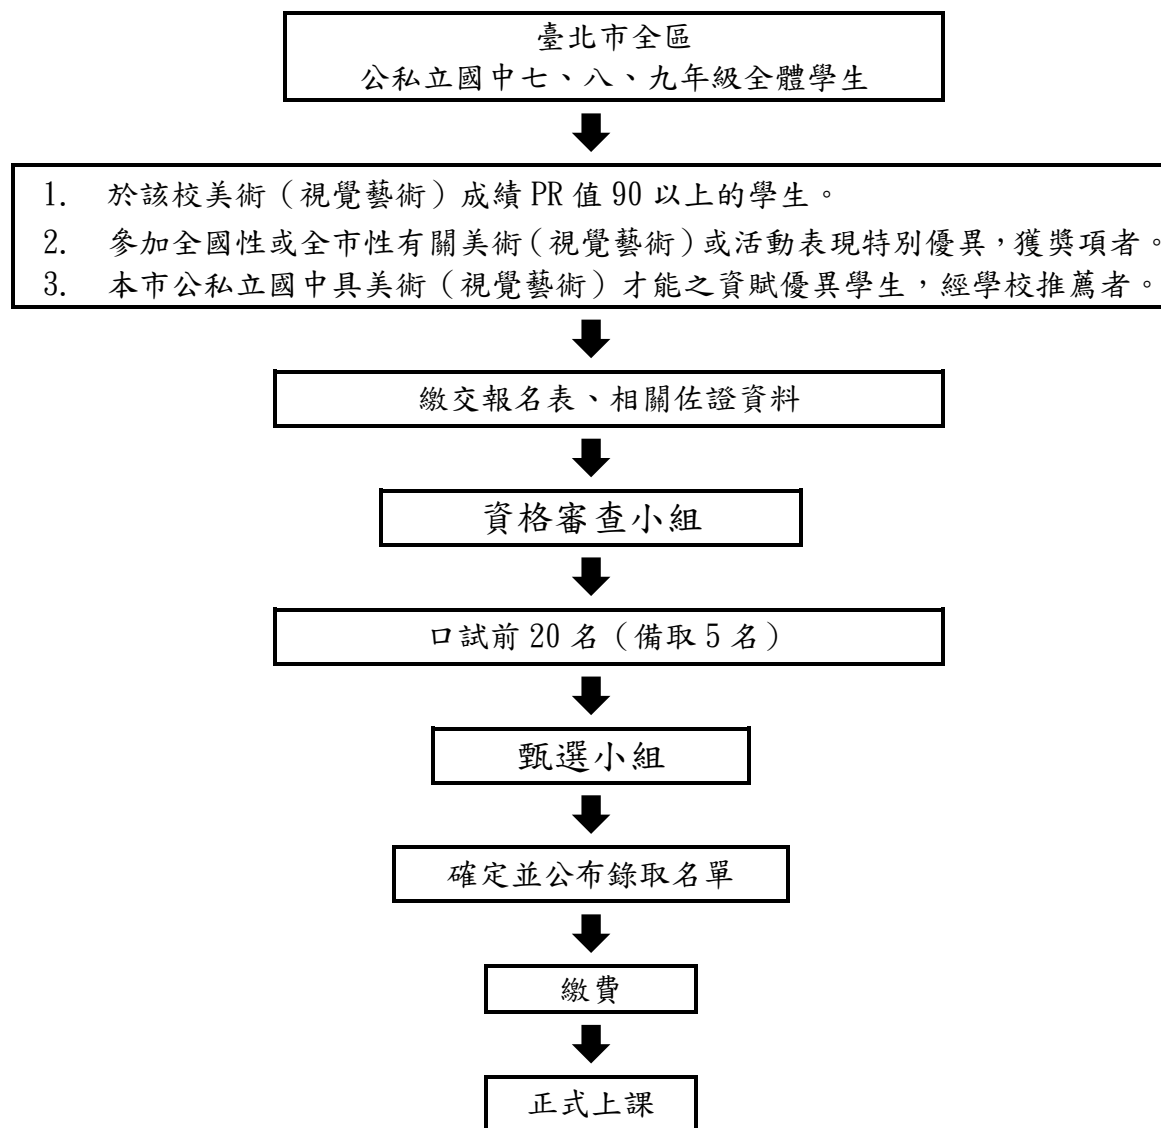 臺北市全區
公私立國中七、八、九年級全體學生
1. 於該校美術（視覺藝術）成績 PR 值 90 以上的學生。
2. 參加全國性或全市性有關美術（視覺藝術）或活動表現特別優異，獲獎項者。
3. 本市公私立國中具美術（視覺藝術）才能之資賦優異學生，經學校推薦者。
繳交報名表、相關佐證資料
資格審查小組
口試前 20 名（備取 5 名）
甄選小組
確定並公布錄取名單
繳費
正式上課